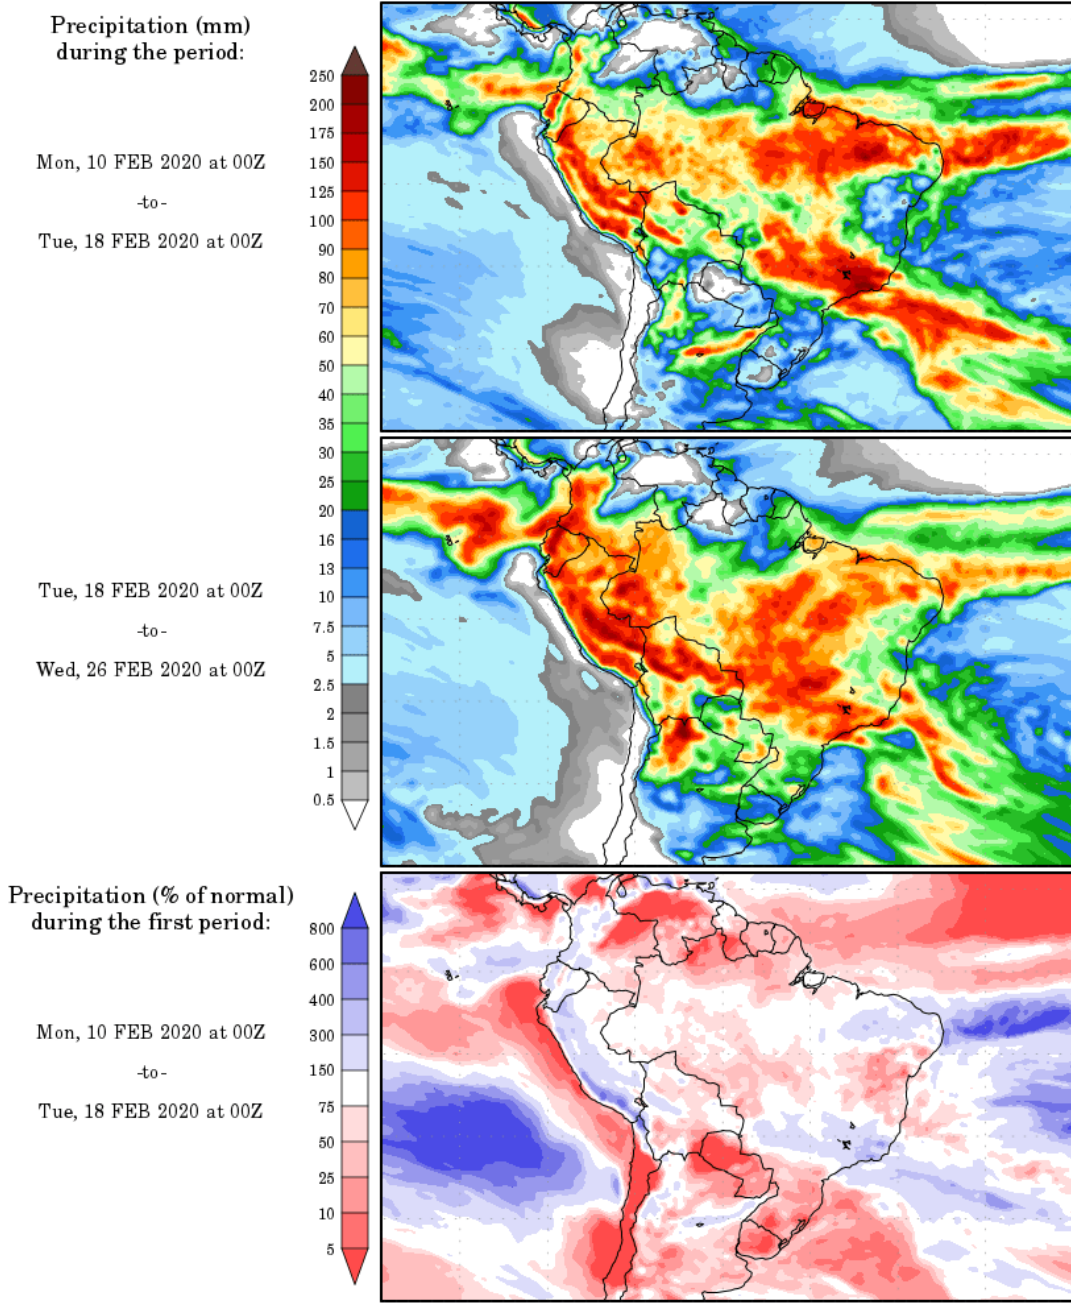 Precipitation (mm)
during the period:
Mon, 10 FEB 2020 at 00Z
-to-
Tue, 18 FEB 2020 at 00Z
250
200
175
150
125
100
90
80
70
60
50
40
35
30
25
20
16
13
10
7.5
5
2.5
2
1.5
1
0.5
Tue, 18 FEB 2020 at 00Z
-to-
Wed, 26 FEB 2020 at 00Z
Precipitation (% of normal)
during the first period:
Mon, 10 FEB 2020 at 00Z
-to-
Tue, 18 FEB 2020 at 00Z
800
600
400
300
150
75
50
25
10
5